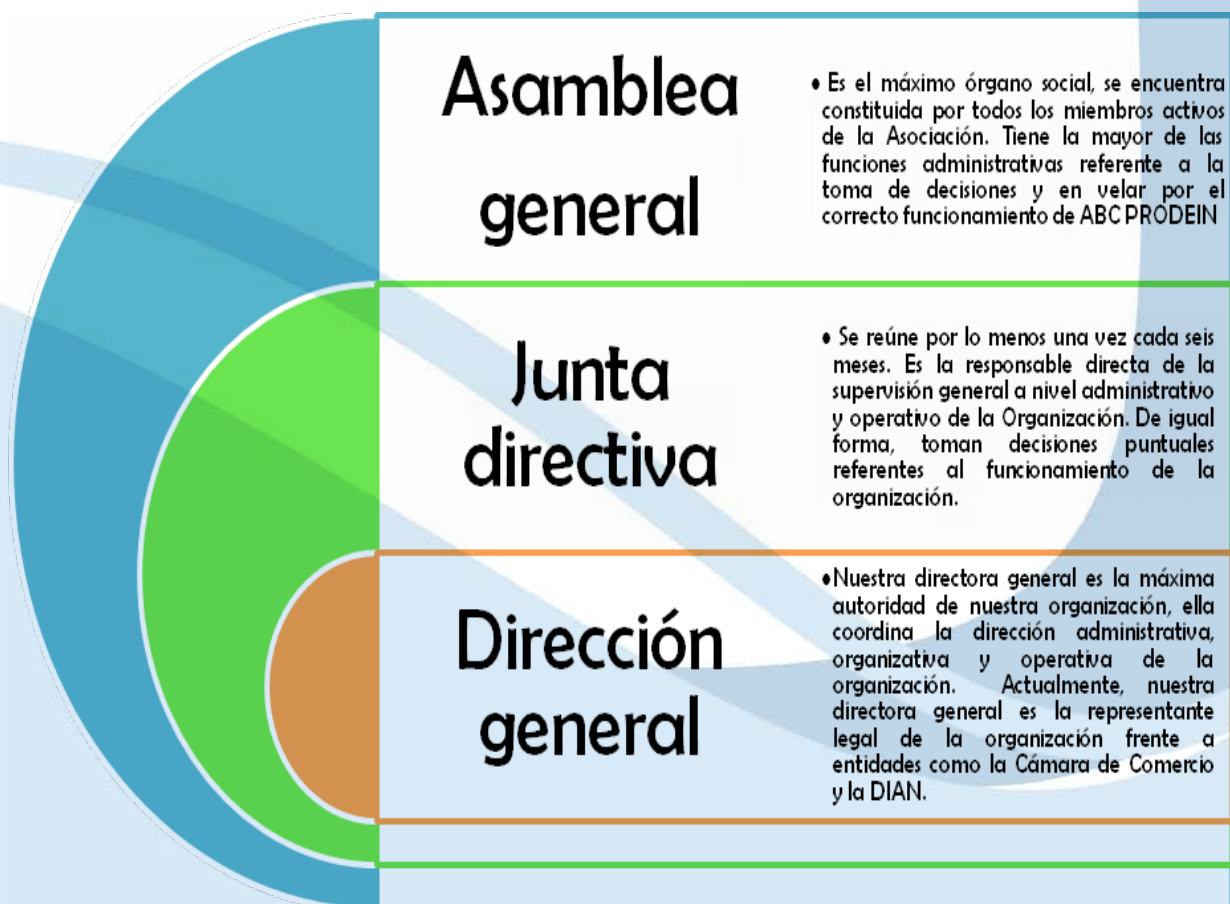 Asamblea
general
• Es el máximo órgano social, se encuentra
constituida por todos los miembros activos
de la Asociación. Tiene la mayor de las
funciones administrativas referente a la
toma de decisiones y en velar por el
correcto funcionamiento de ABC PRODEIN
Junta
directiva
• Se reúne por lo menos una vez cada seis
meses. Es la responsable directa de la
supervisión general a nivel administrativo
y operativo de la Organización. De igual
forma, toman decisiones puntuales
referentes al funcionamiento de la
organización.
Dirección
general
• Nuestra directora general es la máxima
autoridad de nuestra organización, ella
coordina la dirección administrativa,
organizativa y operativa de la
organización. Actualmente, nuestra
directora general es la representante
legal de la organización frente a
entidades como la Cámara de Comercio
y la DIAN.